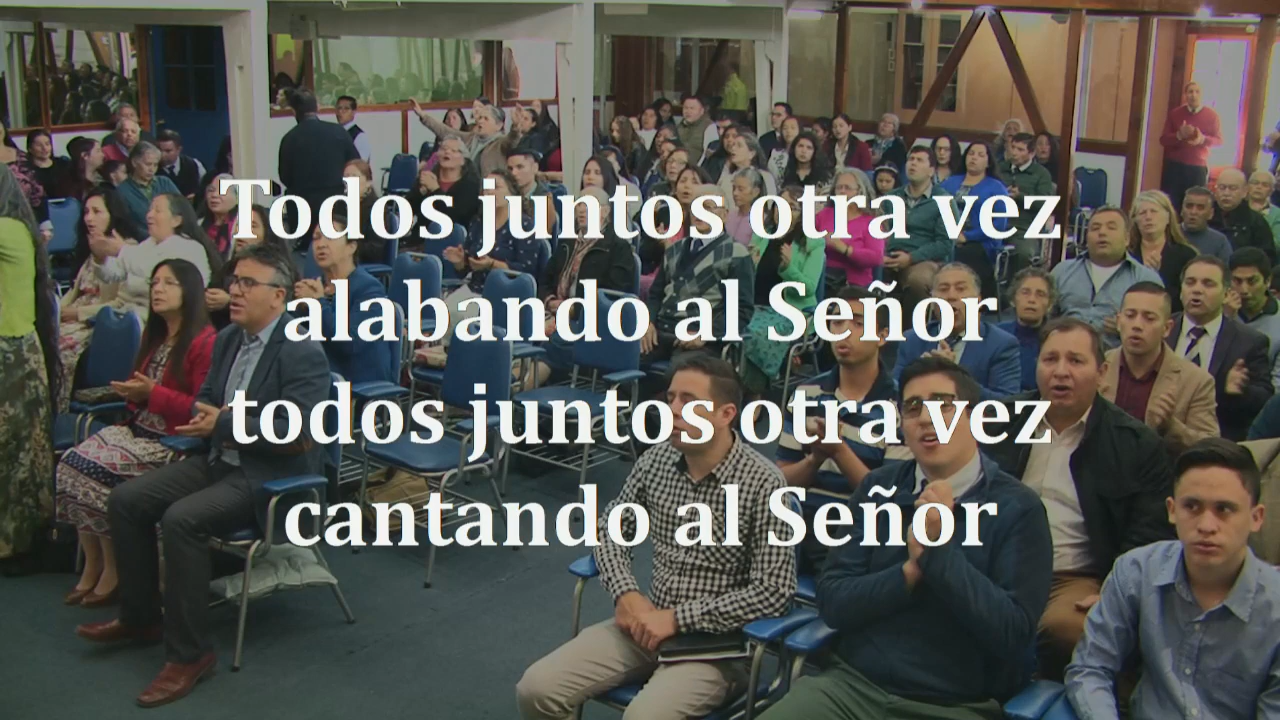 Todos juntos otra vez
alabando al Señor
todos juntos otra vez
cantando al Señor